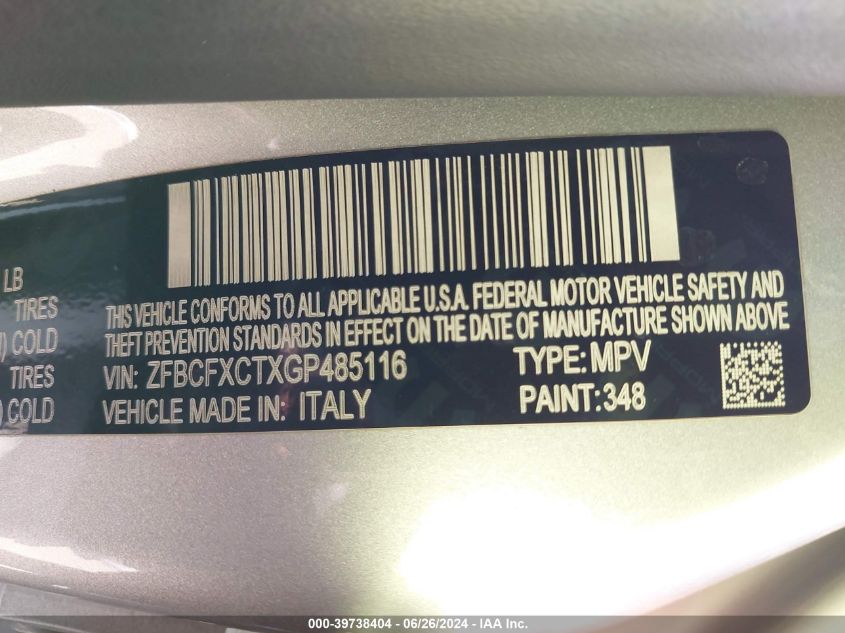 LB
TIRES
) COLD
TIRES
) COLD
THIS VEHICLE CONFORMS TO ALL APPLICABLE U.S.A. FEDERAL MOTOR VEHICLE SAFETY AND
THEFT PREVENTION STANDARDS IN EFFECT ON THE DATE OF MANUFACTURE SHOWN ABOVE
VIN: ZFBCFXCTXGP485116 TYPE: MPV
VEHICLE MADE IN: ITALY PAINT: 348
000-39738404 - 06/26/2024 - IAA Inc.